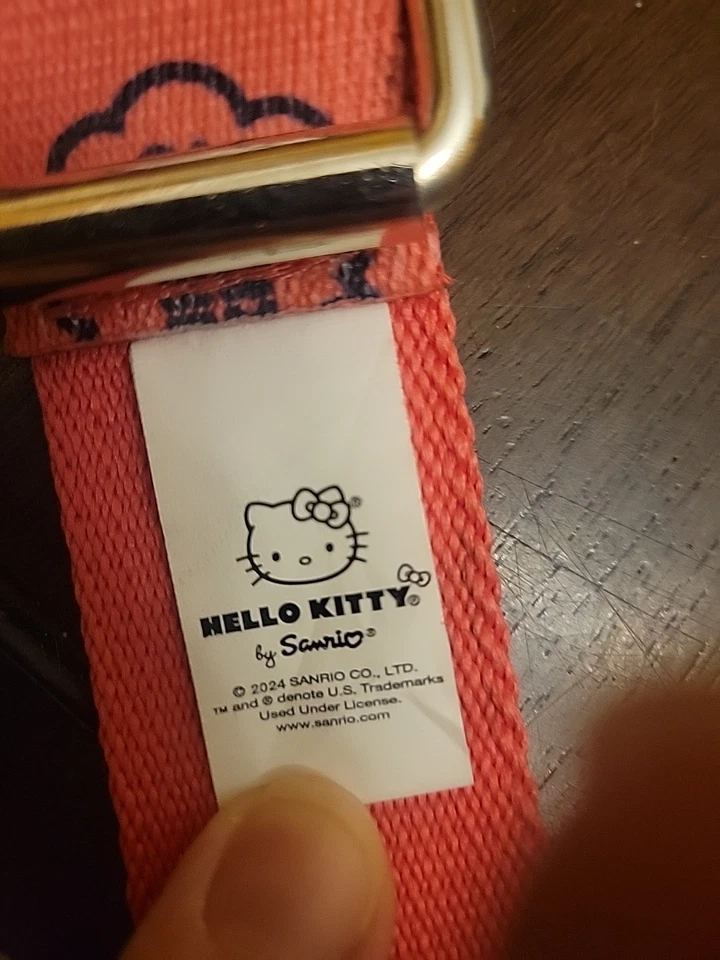 HELLO KITTY®
by Sanrio®
© 2024 SANRIO CO., LTD.
TM and ® denote U.S. Trademarks
Used Under License.
www.sanrio.com